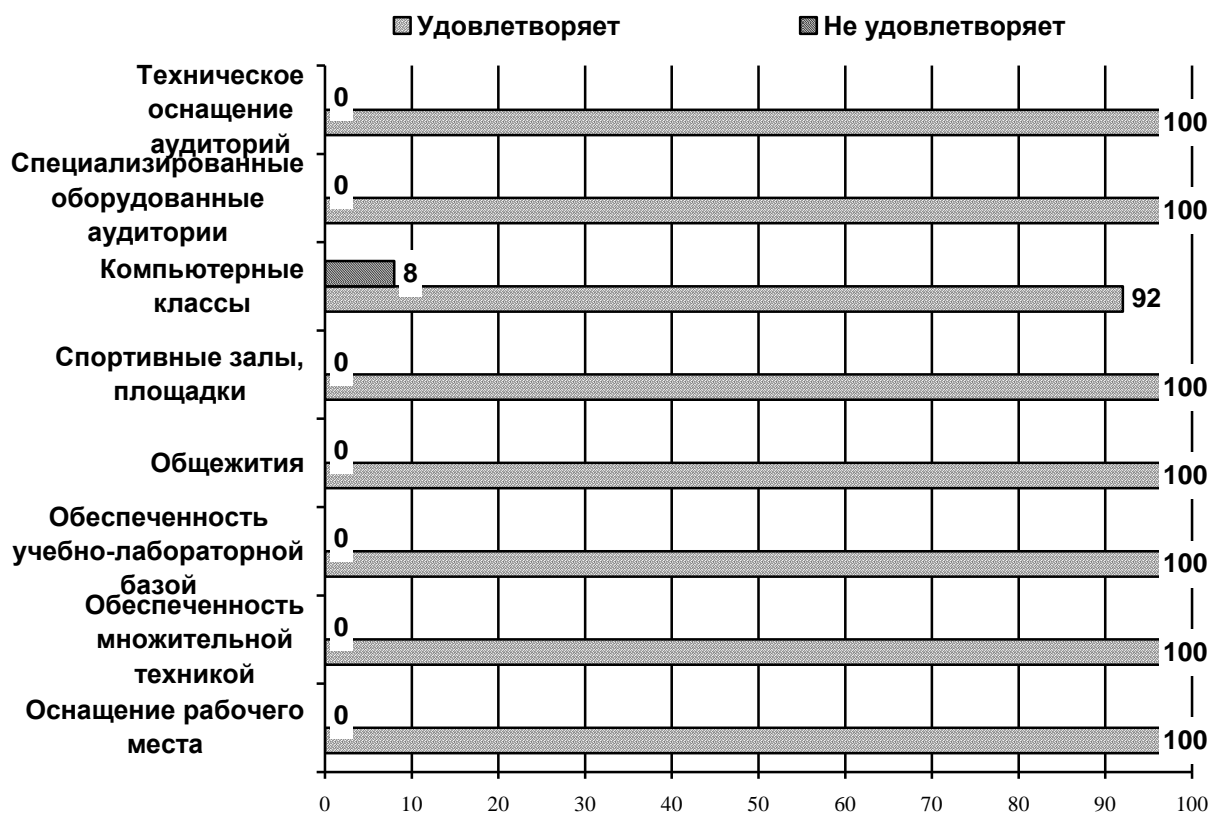 Удовлетворяет Не удовлетворяет
Техническое
оснащение
аудиторий
0
100
Специализированные
оборудованные
аудитории
0
100
Компьютерные
классы
8
92
Спортивные залы,
площадки
0
100
Общежития
0
100
Обеспеченность
учебно-лабораторной
базой
0
100
Обеспеченность
множительной
техникой
0
100
Оснащение рабочего
места
0
100
0 10 20 30 40 50 60 70 80 90 100